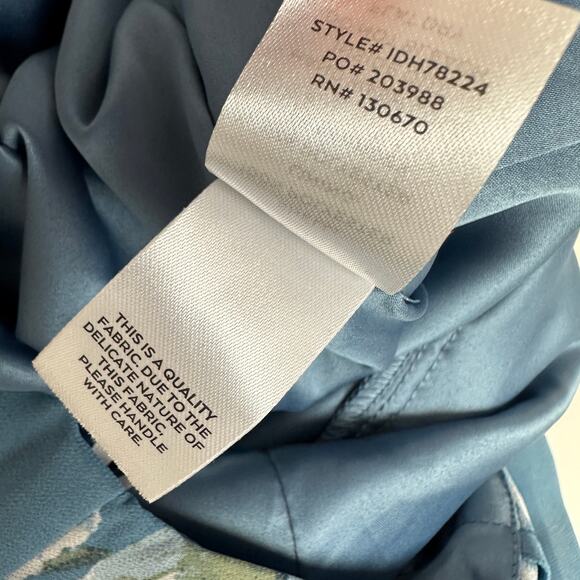 STYLE# IDH78224
PO# 203988
RN# 130670
THIS IS A QUALITY
FABRIC DUE TO THE
DELICATE NATURE OF
THIS FABRIC
PLEASE HANDLE
WITH CARE.